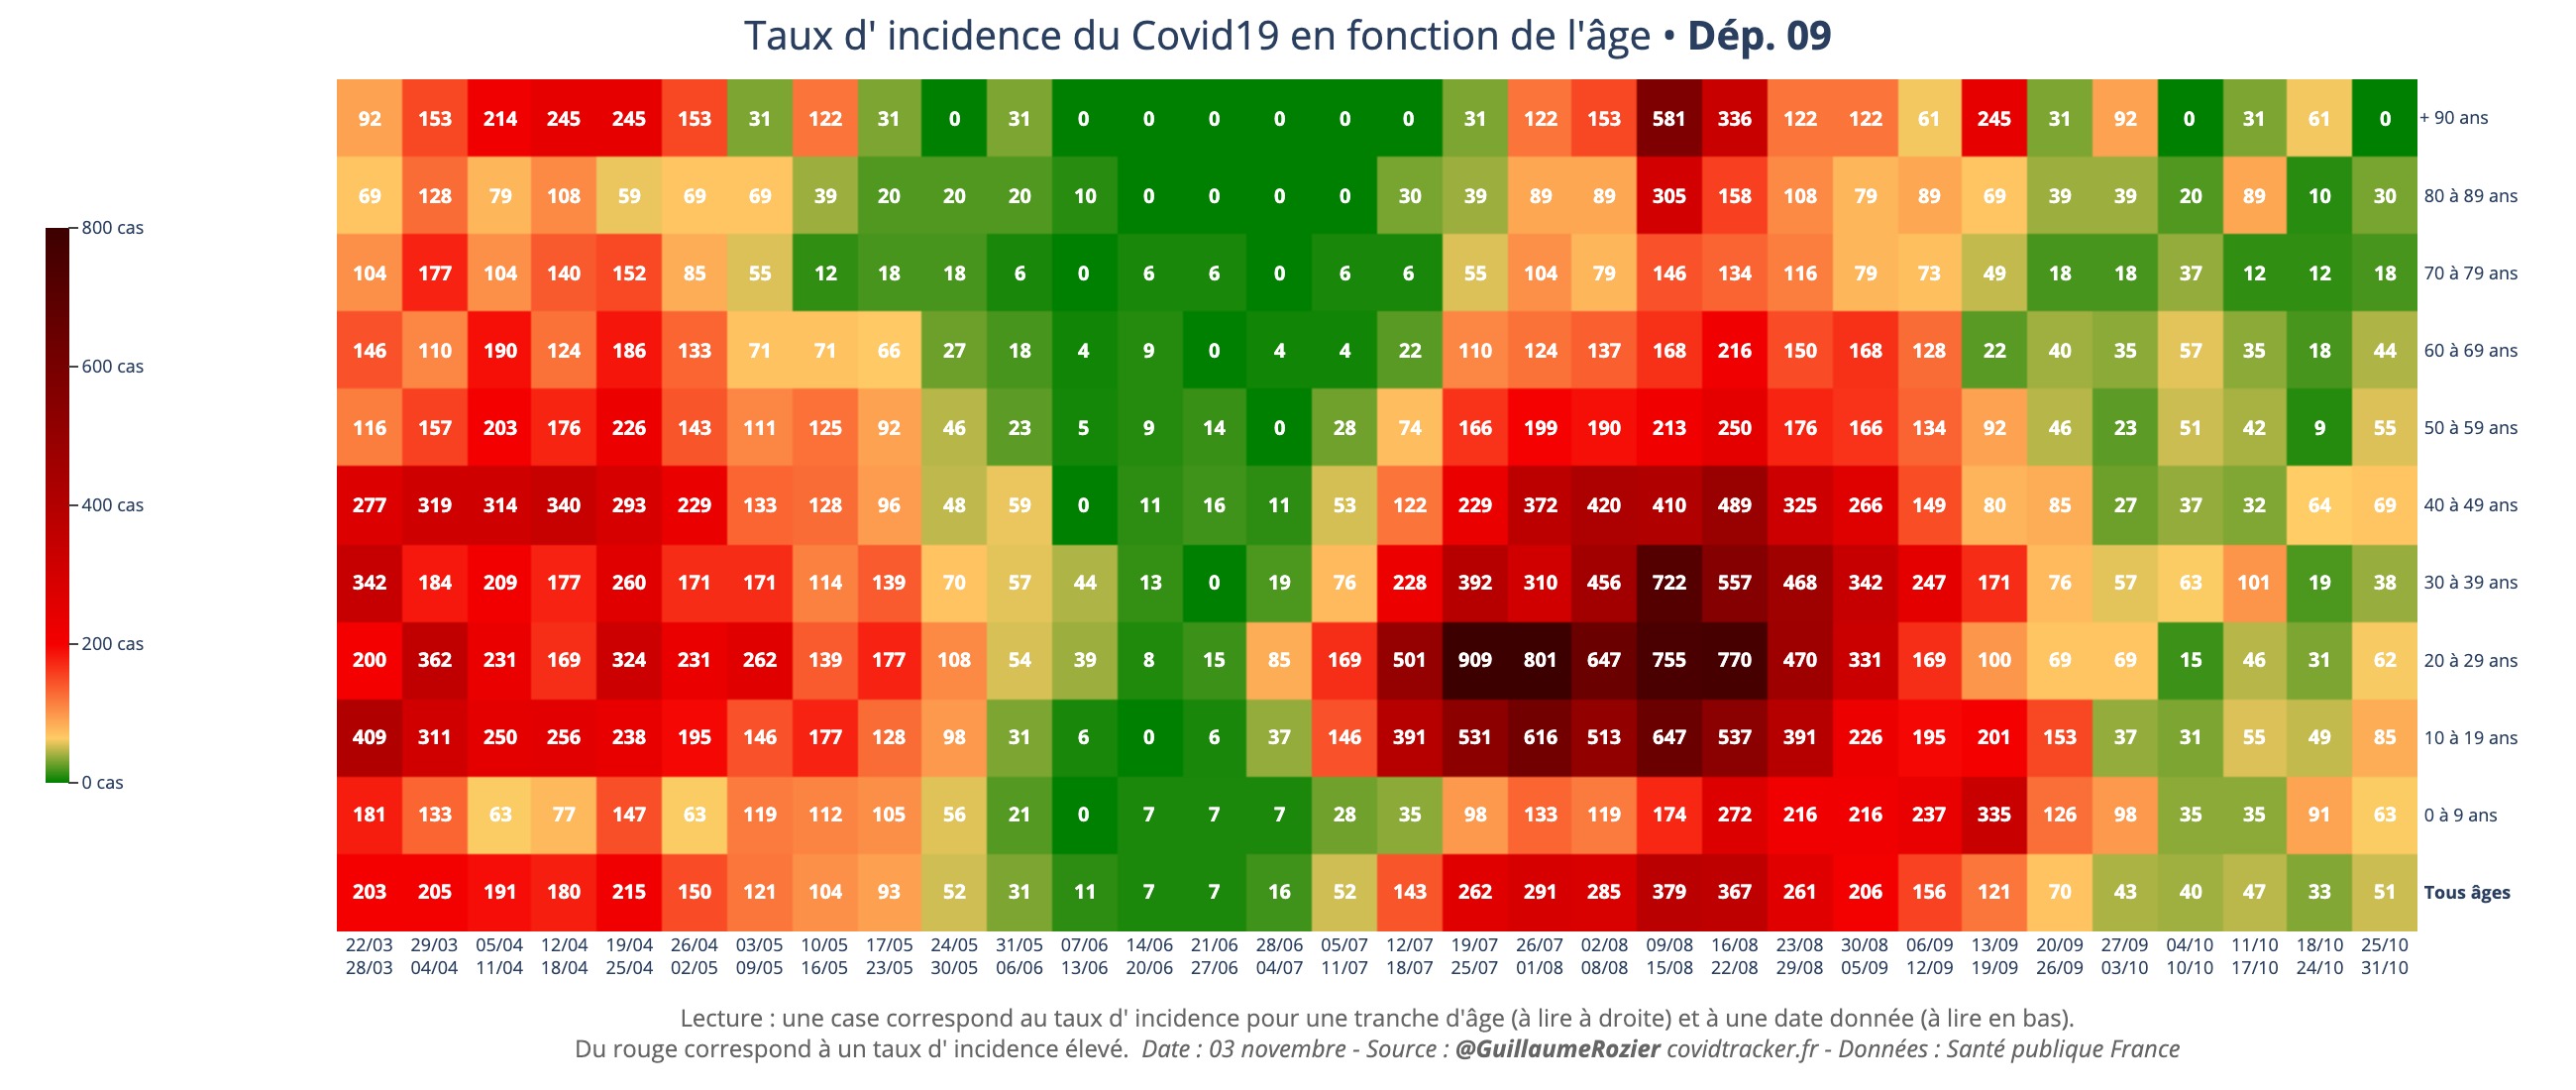 Taux d' incidence du Covid19 en fonction de l'âge • Dép. 09
800 cas
600 cas
400 cas
200 cas
0 cas
92 153 214 245 245 153 31 122 31 0 31 0 0 0 0 0 0 31 122 153 581 336 122 122 61 245 31 92 0 31 61 0 + 90 ans
69 128 79 108 59 69 69 39 20 20 20 10 0 0 0 0 30 39 89 89 305 158 108 79 89 69 39 39 20 89 10 30 80 à 89 ans
104 177 104 140 152 85 55 12 18 18 6 0 6 6 0 6 6 55 104 79 146 134 116 79 73 49 18 18 37 12 12 18 70 à 79 ans
146 110 190 124 186 133 71 71 66 27 18 4 9 0 4 4 22 110 124 137 168 216 150 168 128 22 40 35 57 35 18 44 60 à 69 ans
116 157 203 176 226 143 111 125 92 46 23 5 9 14 0 28 74 166 199 190 213 250 176 166 134 92 46 23 51 42 9 55 50 à 59 ans
277 319 314 340 293 229 133 128 96 48 59 0 11 16 11 53 122 229 372 420 410 489 325 266 149 80 85 27 37 32 64 69 40 à 49 ans
342 184 209 177 260 171 171 114 139 70 57 44 13 0 19 76 228 392 310 456 722 557 468 342 247 171 76 57 63 101 19 38 30 à 39 ans
200 362 231 169 324 231 262 139 177 108 54 39 8 15 85 169 501 909 801 647 755 770 470 331 169 100 69 69 15 46 31 62 20 à 29 ans
409 311 250 256 238 195 146 177 128 98 31 6 0 6 37 146 391 531 616 513 647 537 391 226 195 201 153 37 31 55 49 85 10 à 19 ans
181 133 63 77 147 63 119 112 105 56 21 0 7 7 7 28 35 98 133 119 174 272 216 216 237 335 126 98 35 35 91 63 0 à 9 ans
203 205 191 180 215 150 121 104 93 52 31 11 7 7 16 52 143 262 291 285 379 367 261 206 156 121 70 43 40 47 33 51 Tous âges
22/03 29/03 05/04 12/04 19/04 26/04 03/05 10/05 17/05 24/05 31/05 07/06 14/06 21/06 28/06 05/07 12/07 19/07 26/07 02/08 09/08 16/08 23/08 30/08 06/09 13/09 20/09 27/09 04/10 11/10 18/10 25/10
28/03 04/04 11/04 18/04 25/04 02/05 09/05 16/05 23/05 30/05 06/06 13/06 20/06 27/06 04/07 11/07 18/07 25/07 01/08 08/08 15/08 22/08 29/08 05/09 12/09 19/09 26/09 03/10 10/10 17/10 24/10 31/10
Lecture : une case correspond au taux d' incidence pour une tranche d'âge (à lire à droite) et à une date donnée (à lire en bas).
Du rouge correspond à un taux d' incidence élevé. Date : 03 novembre - Source : @GuillaumeRozier covidtracker.fr - Données : Santé publique France